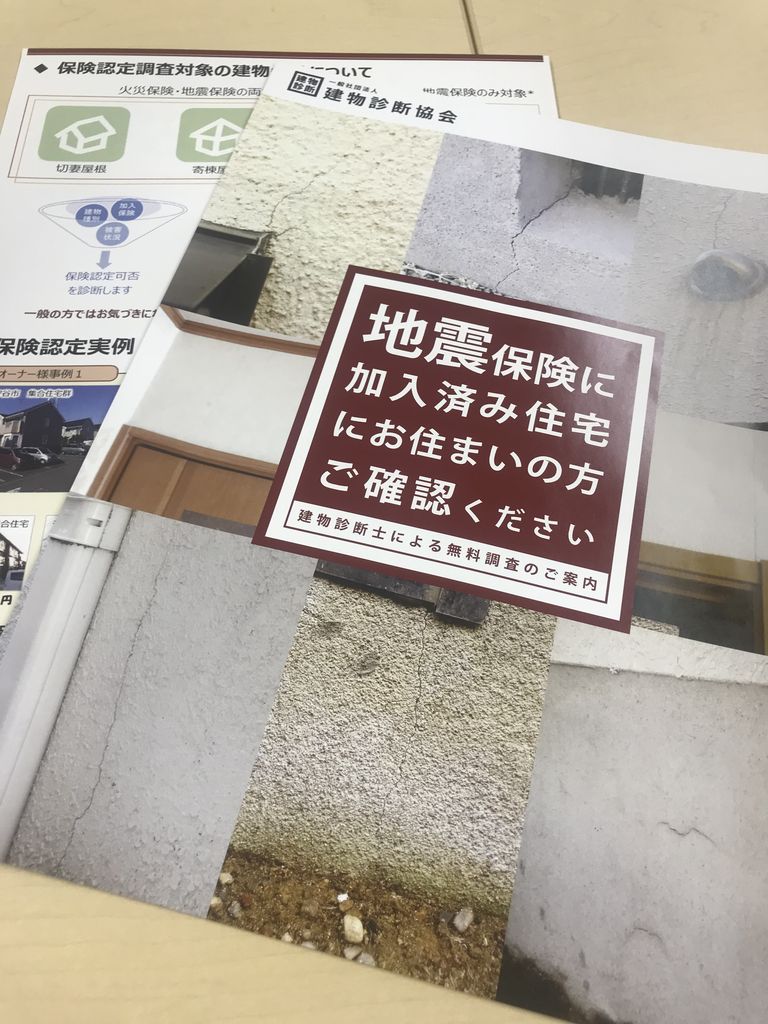 ◆ 保険認定調査対象の建物
について
火災保険・地震保険の両
地震保険のみ対象*
切妻屋根
寄棟屋
建物
種別
加入
保険
被害
状況
保険認定可否
を診断します
一般の方ではお気づきに
保険認定実例
オーナー様事例 1
谷市 集合住宅群
合住宅
円
建物
診断
一般社団法人
建物診断協会
地震保険に
加入済み住宅
にお住まいの方
ご確認ください
建物診断士による無料調査のご案内